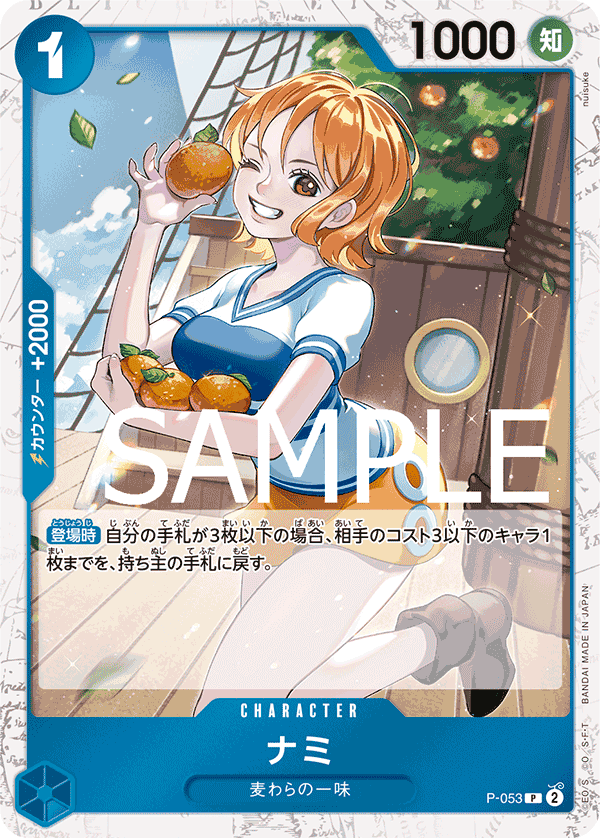 1
1000 知
nuisuke
カウンター +2000
SAMPLE
登場時 自分の手札が3枚以下の場合、相手のコスト3以下のキャラ1
枚までを、持ち主の手札に戻す。
CHARACTER
ナミ
麦わらの一味
P-053 P 2
BANDAI MADE IN JAPAN